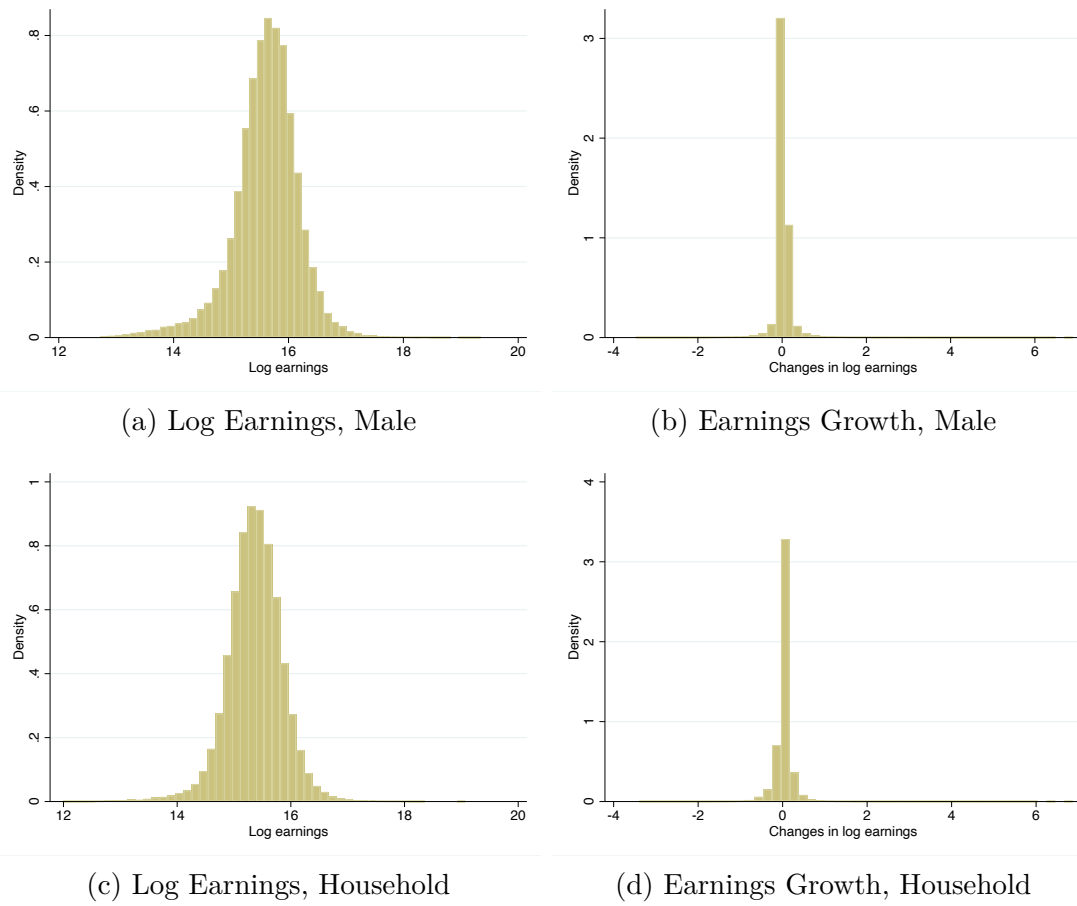 Density
0 .2 .4 .6 .8
12 14 16 18 20
Log earnings
(a) Log Earnings, Male
Density
0 1 2 3
-4 -2 0 2 4 6
Changes in log earnings
(b) Earnings Growth, Male
Density
0 .2 .4 .6 .8 1
12 14 16 18 20
Log earnings
(c) Log Earnings, Household
Density
0 1 2 3 4
-4 -2 0 2 4 6
Changes in log earnings
(d) Earnings Growth, Household